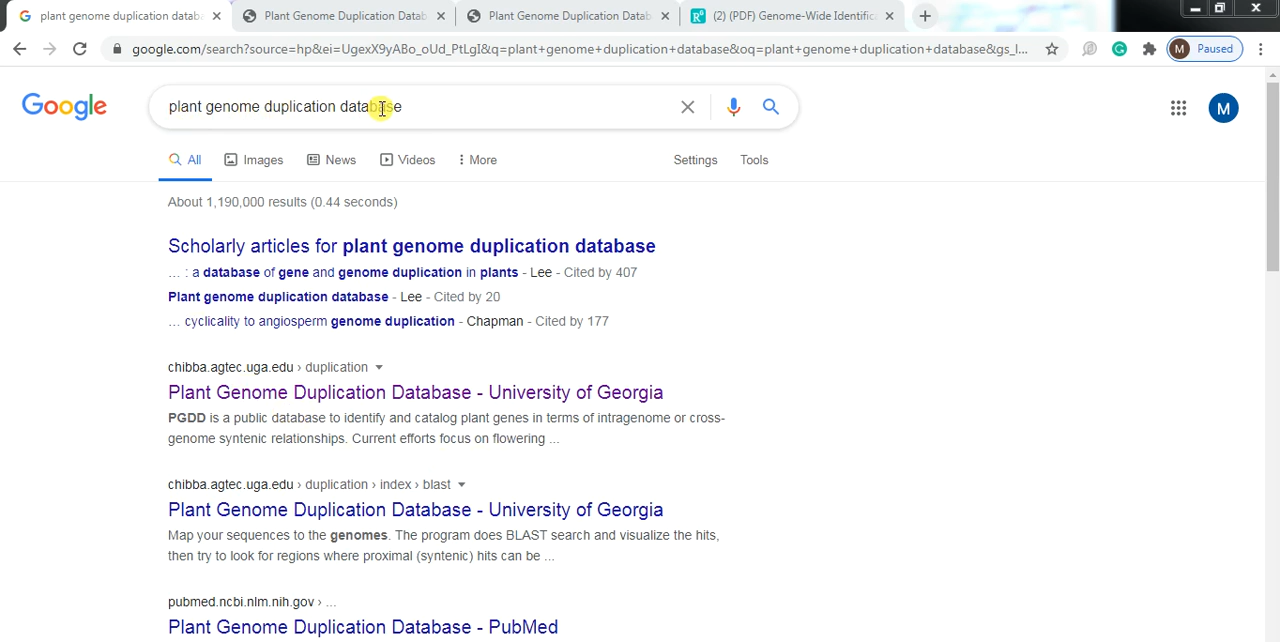 plant genome duplication datab
Plant Genome Duplication Datab
Plant Genome Duplication Datab
(2) (PDF) Genome-Wide Identific
google.com/search?source=hp&ei=UgexX9yABo_oUd_PtLgI&q=plant+genome+duplication+database&oq=plant+genome+duplication+database&gs_l...
M Paused
Google
plant genome duplication database
M
All
Images
News
Videos
More
Settings
Tools
About 1,190,000 results (0.44 seconds)
Scholarly articles for plant genome duplication database
... : a database of gene and genome duplication in plants - Lee - Cited by 407
Plant genome duplication database - Lee - Cited by 20
... cyclicality to angiosperm genome duplication - Chapman - Cited by 177
chibba.agtec.uga.edu › duplication
Plant Genome Duplication Database - University of Georgia
PGDD is a public database to identify and catalog plant genes in terms of intragenome or cross-
genome syntenic relationships. Current efforts focus on flowering ...
chibba.agtec.uga.edu › duplication › index › blast
Plant Genome Duplication Database - University of Georgia
Map your sequences to the genomes. The program does BLAST search and visualize the hits,
then try to look for regions where proximal (syntenic) hits can be ...
pubmed.ncbi.nlm.nih.gov › ...
Plant Genome Duplication Database - PubMed